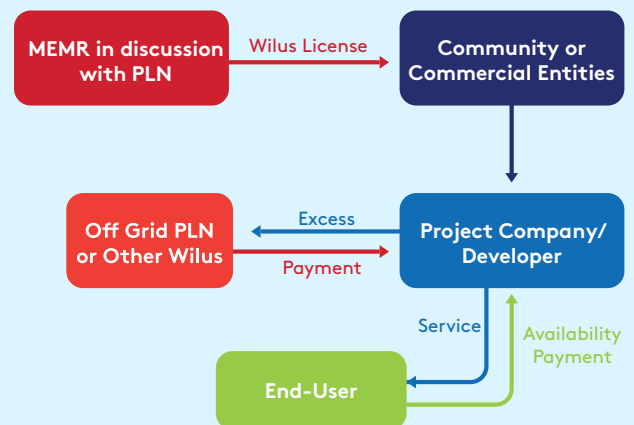 MEMR in discussion
with PLN
Wilus License
Community or
Commercial Entities
Off Grid PLN
or Other Wilus
Excess
Payment
Project Company/
Developer
Service
Availability
Payment
End-User